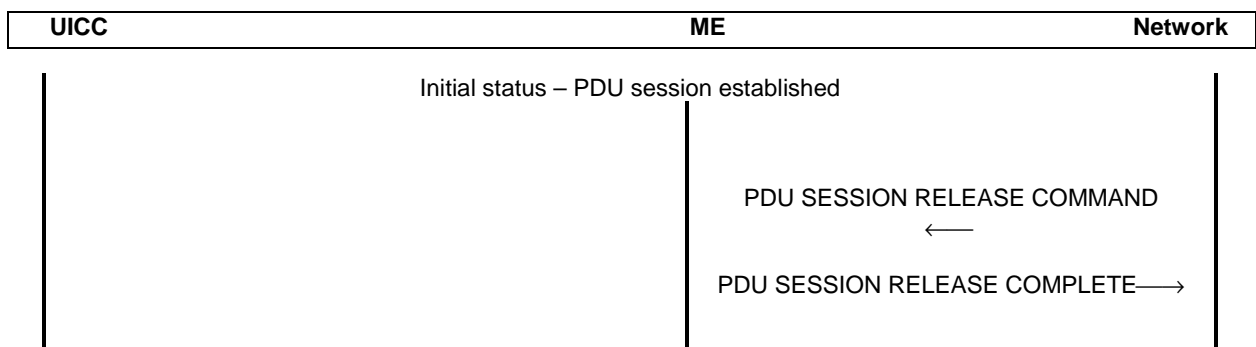 UICC ME Network
Initial status – PDU session established
PDU SESSION RELEASE COMMAND
←
PDU SESSION RELEASE COMPLETE→